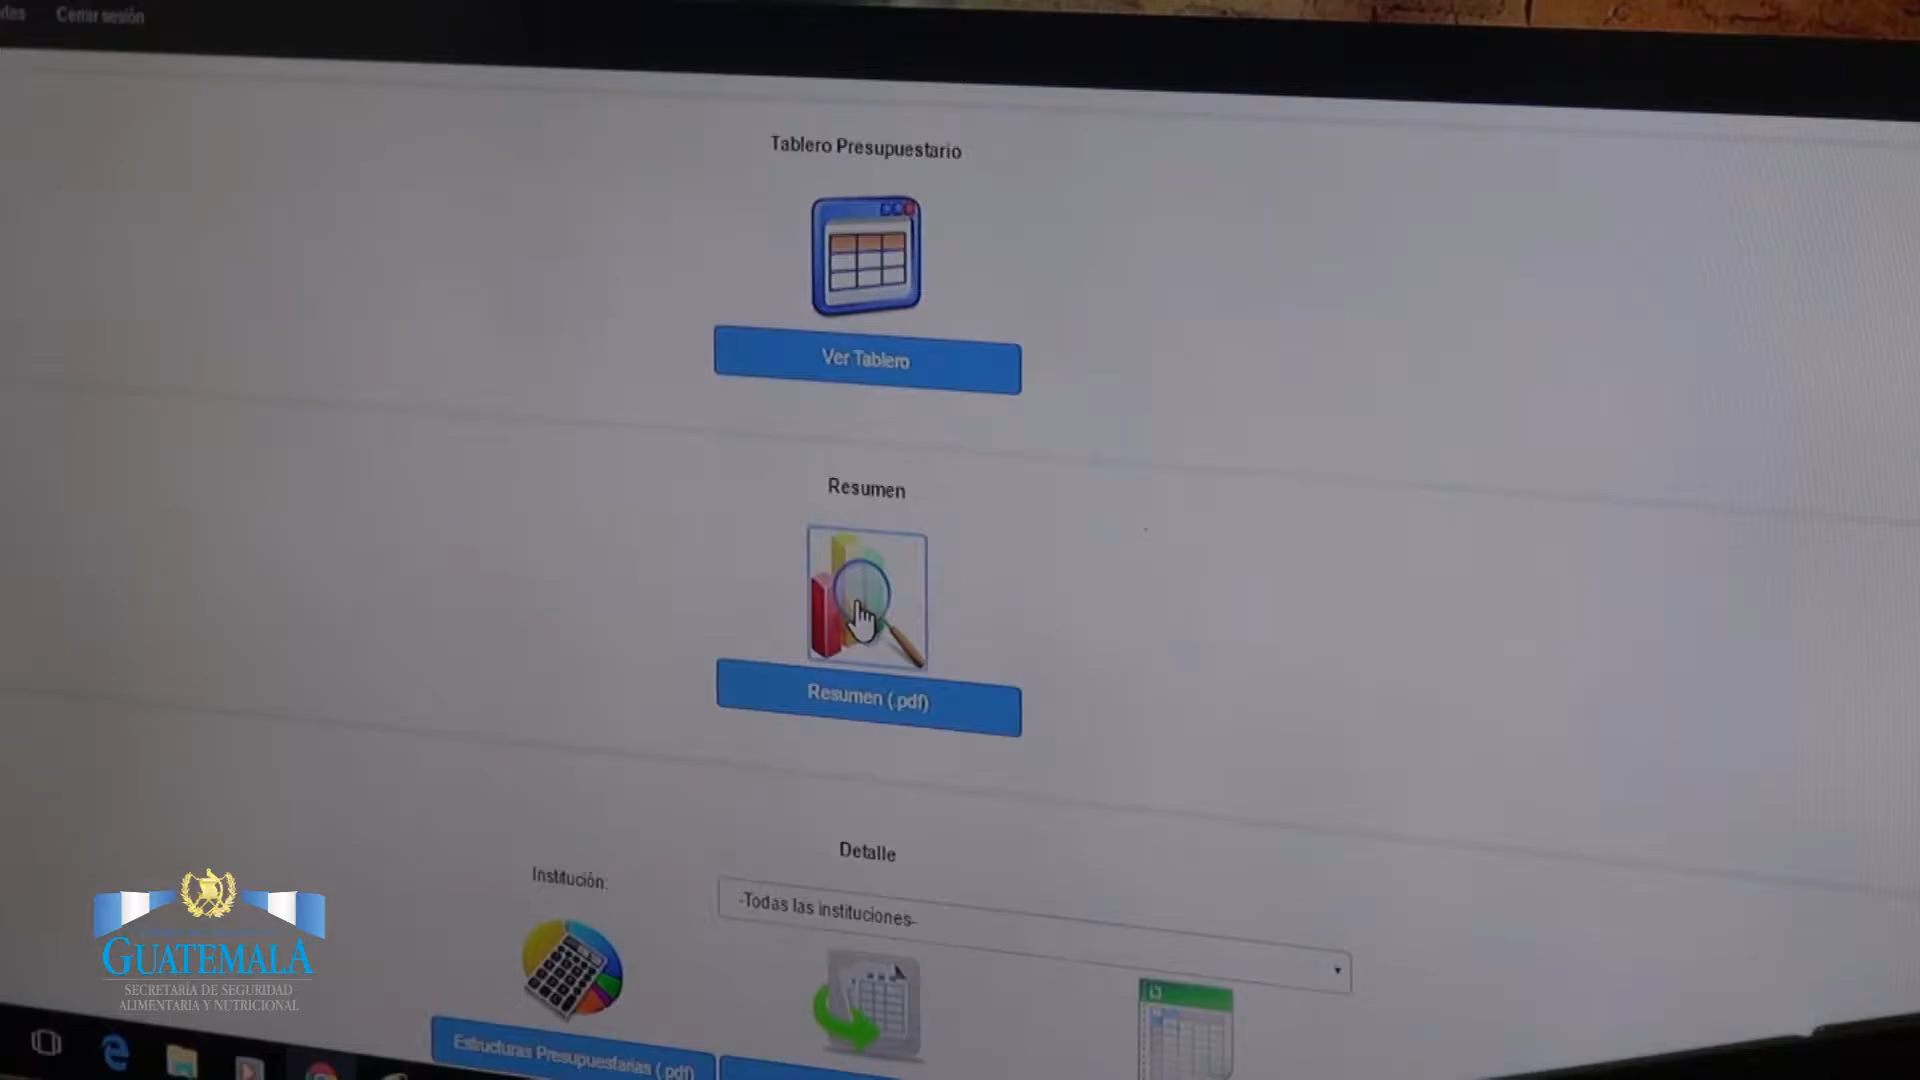 Cerrar sesión
Tablero Presupuestario
Ver Tablero
Resumen
Resumen (.pdf)
Detalle
Institución:
-Todas las instituciones-
Estructuras Presupuestarias (.pdf)
GUATEMALA
SECRETARÍA DE SEGURIDAD
ALIMENTARIA Y NUTRICIONAL